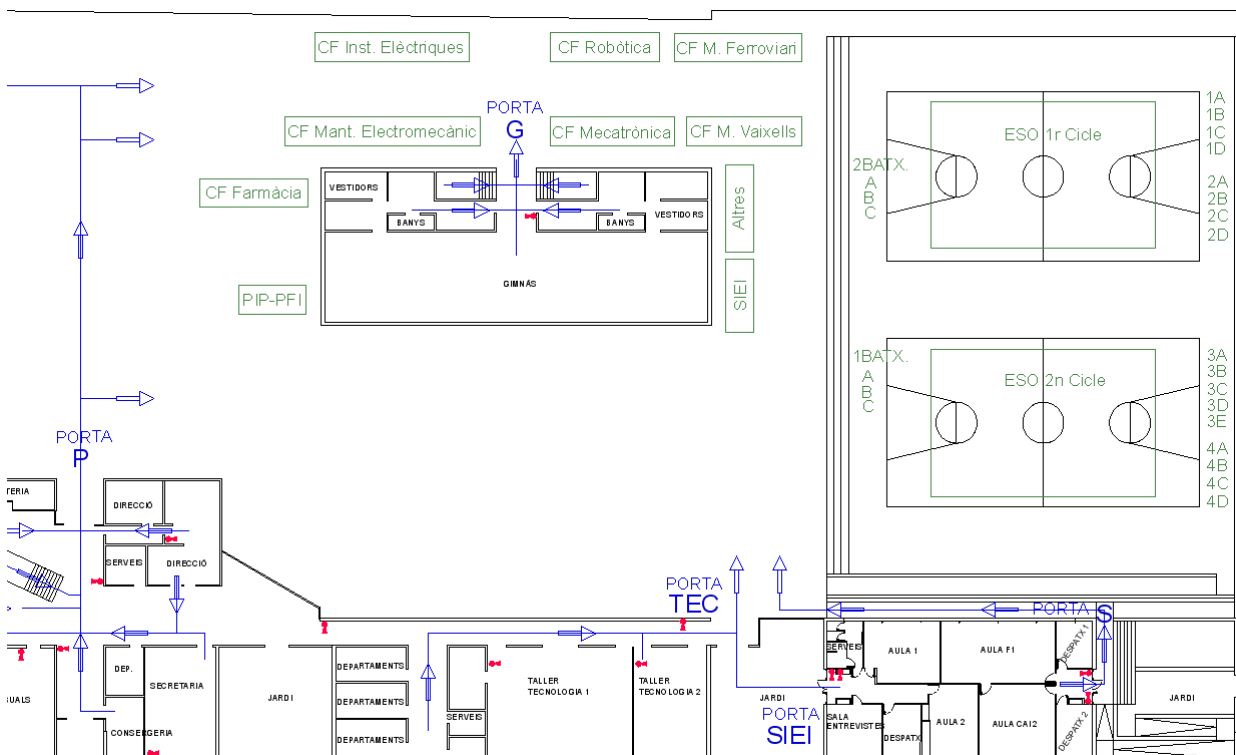 CF Inst. Elèctriques
CF Robòtica
CF M. Ferroviari
PORTA
G
CF Mant. Electromecànic
CF Mecatrònica
CF M. Vaixells
CF Farmàcia
VESTIDORS
BANYS
BANYS
VESTIDORS
GIMNÀS
Altres
SIEI
PIP-PFI
ESO 1r Cicle
2BATX.
A
B
C
1A
1B
1C
1D
2A
2B
2C
2D
ESO 2n Cicle
1BATX.
A
B
C
3A
3B
3C
3D
3E
4A
4B
4C
4D
PORTA
P
TERIA
DIRECCIÓ
SERVEIS
DIRECCIÓ
PORTA
TEC
PORTA
S
UALS
DEP.
SECRETARIA
CONSERGERIA
JARDI
DEPARTAMENTS
DEPARTAMENTS
DEPARTAMENTS
SERVEIS
TALLER
TECNOLOGIA 1
TALLER
TECNOLOGIA 2
JARDI
PORTA
SIEI
SERVEIS
AULA 1
AULA F1
DESPATX 1
SALA
ENTREVISTES
DESPATX
AULA 2
AULA CAI2
DESPATX 2
JARDI